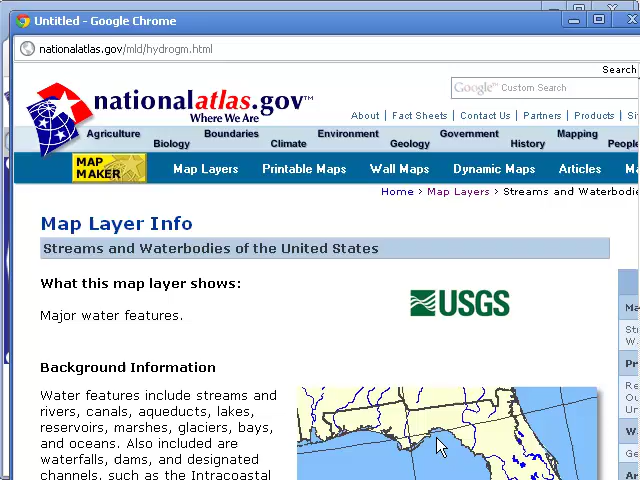 Untitled - Google Chrome
nationalatlas.gov/mld/hydrogm.html
Search
Google™ Custom Search
nationalatlas.gov™
Where We Are
About | Fact Sheets | Contact Us | Partners | Products |
Agriculture Biology Boundaries Climate Environment Geology Government History Mapping People
MAP MAKER Map Layers Printable Maps Wall Maps Dynamic Maps Articles
Home > Map Layers > Streams and Waterbodie
Map Layer Info
Streams and Waterbodies of the United States
What this map layer shows:
USGS
Major water features.
Background Information
Water features include streams and
rivers, canals, aqueducts, lakes,
reservoirs, marshes, glaciers, bays,
and oceans. Also included are
waterfalls, dams, and designated
channels, such as the Intracoastal